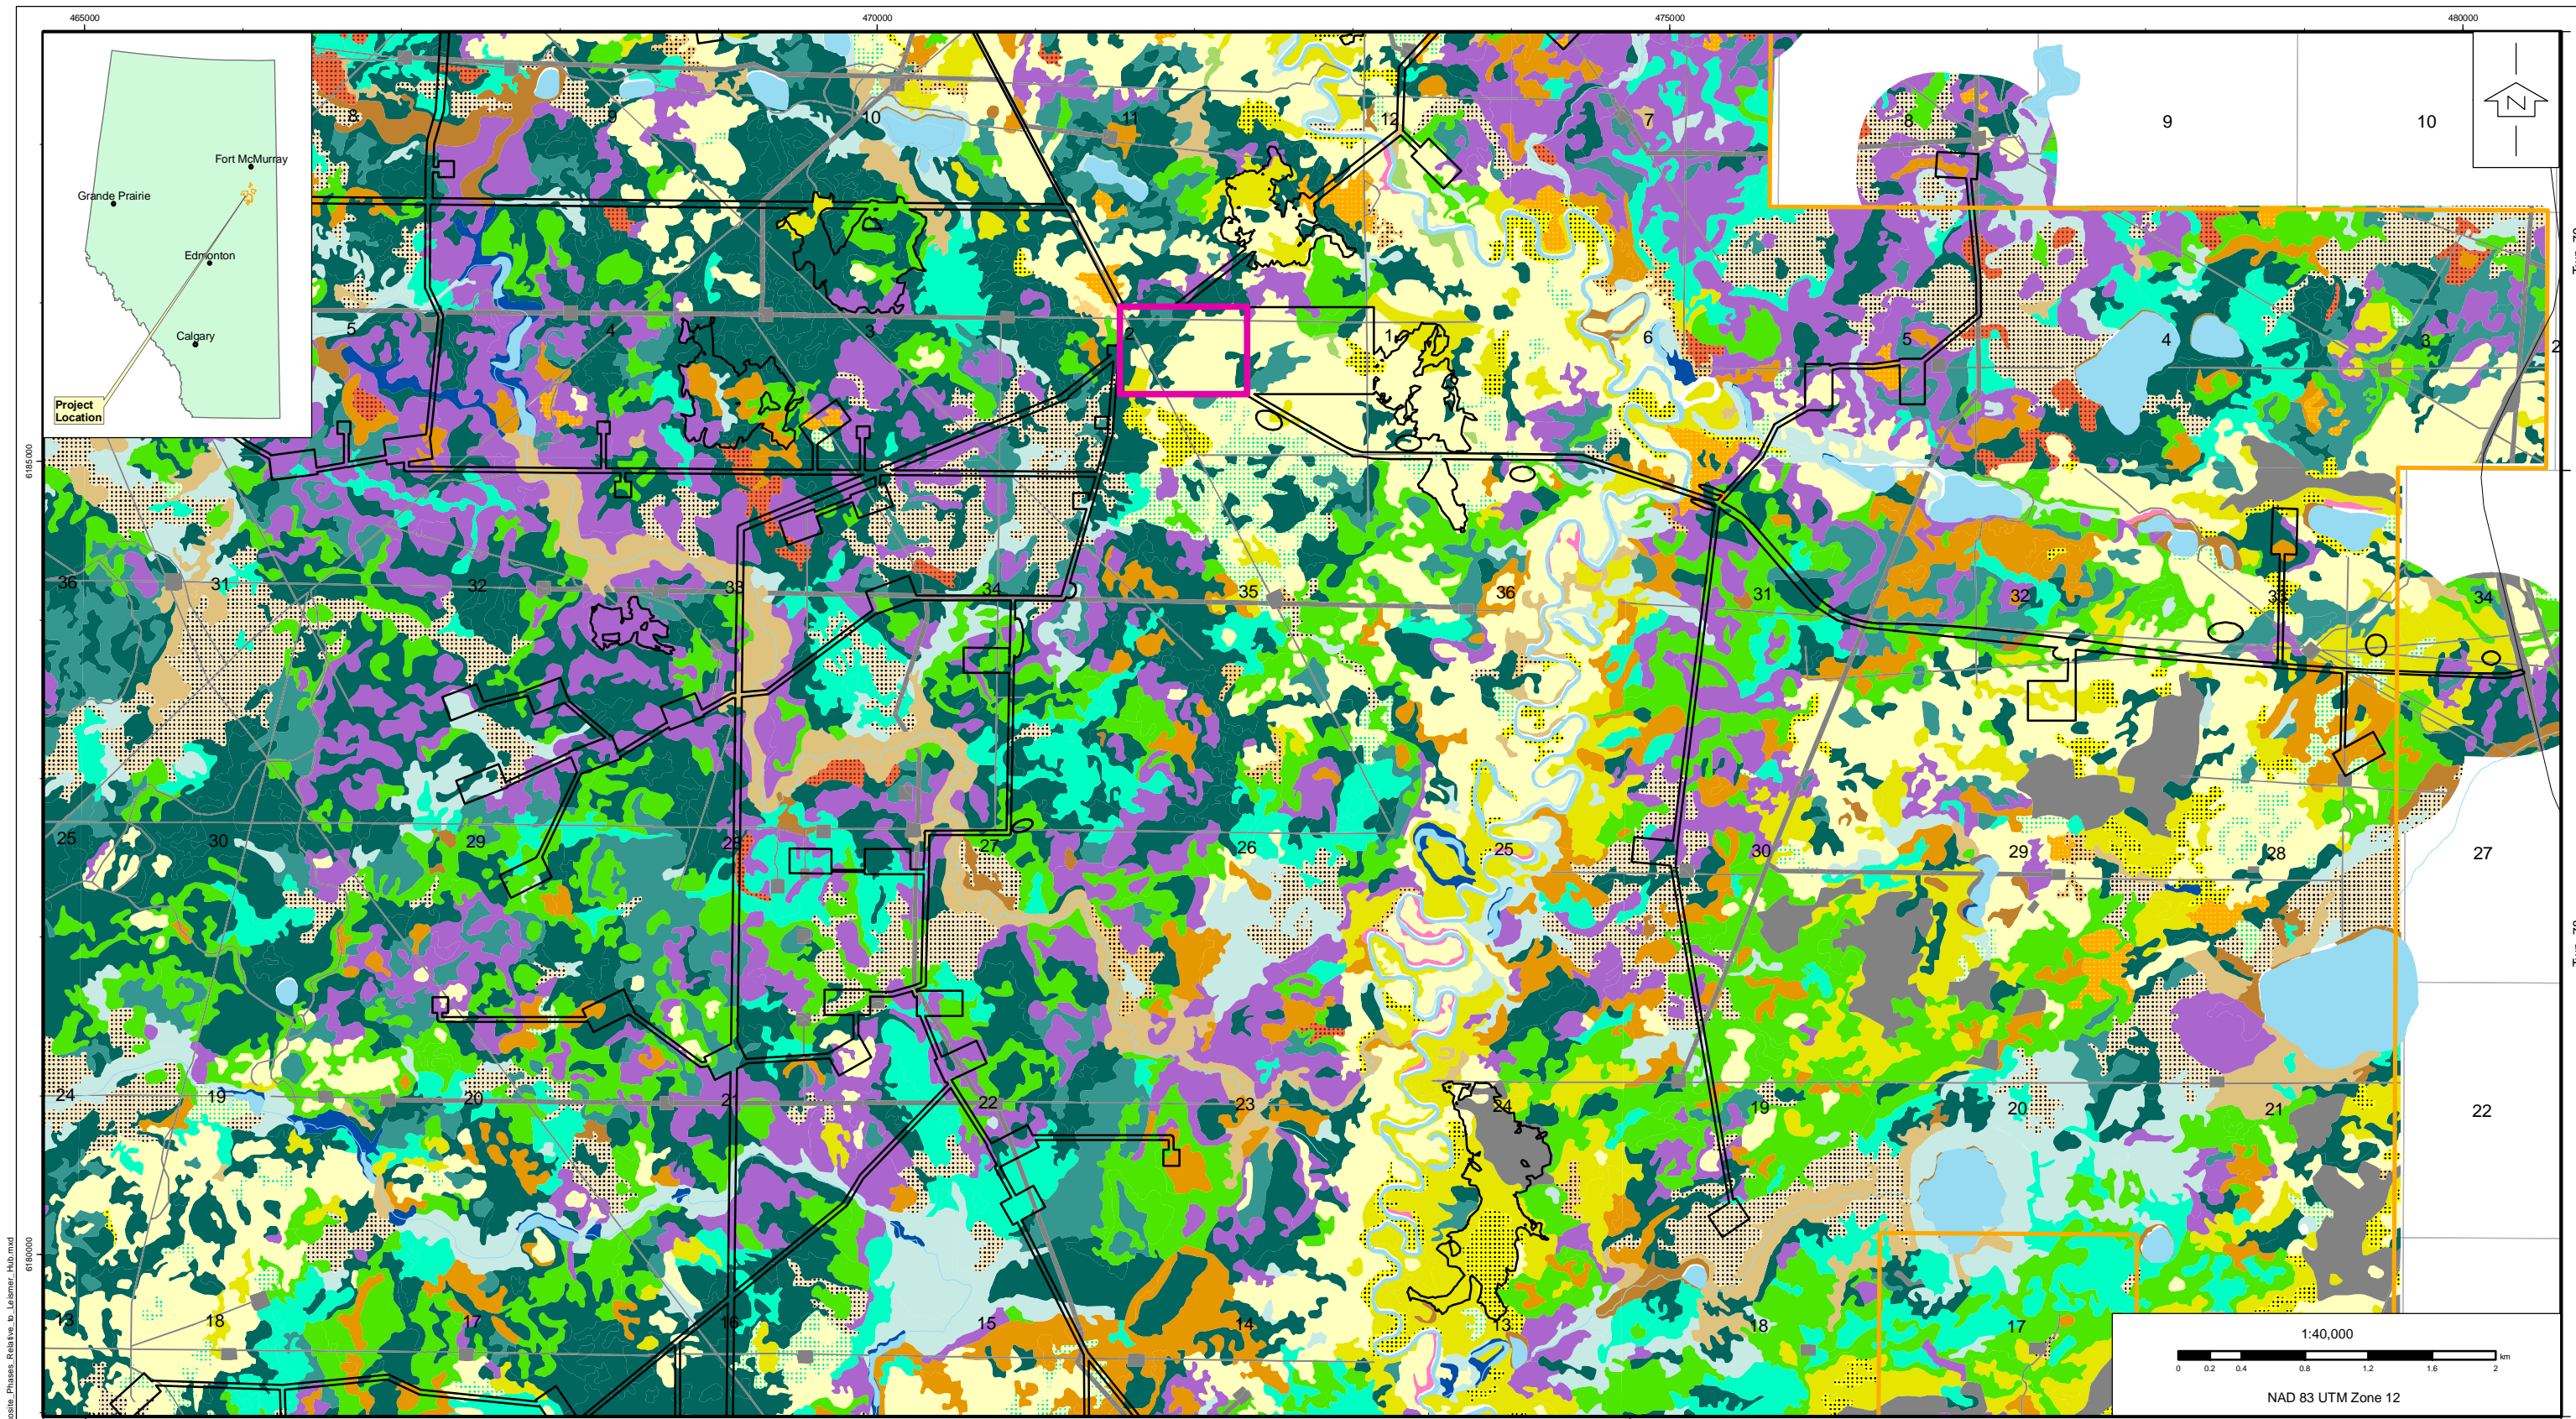 465000 470000 475000 480000
8 9 10 11 12 7 8 9 10
Fort McMurray
Grande Prairie
Edmonton
Calgary
Project
Location
N
5 4 3 2 1 6 5 4 3 2
6185000
36 31 32 33 34 35 36 31 32 33 34
25 30 29 28 27 26 25 30 29 28 27
24 19 20 21 22 23 24 19 20 21 22
6180000
13 18 17 16 15 14 13 18 17
1:40,000
0 0.2 0.4 0.8 1.2 1.6 2 km
NAD 83 UTM Zone 12